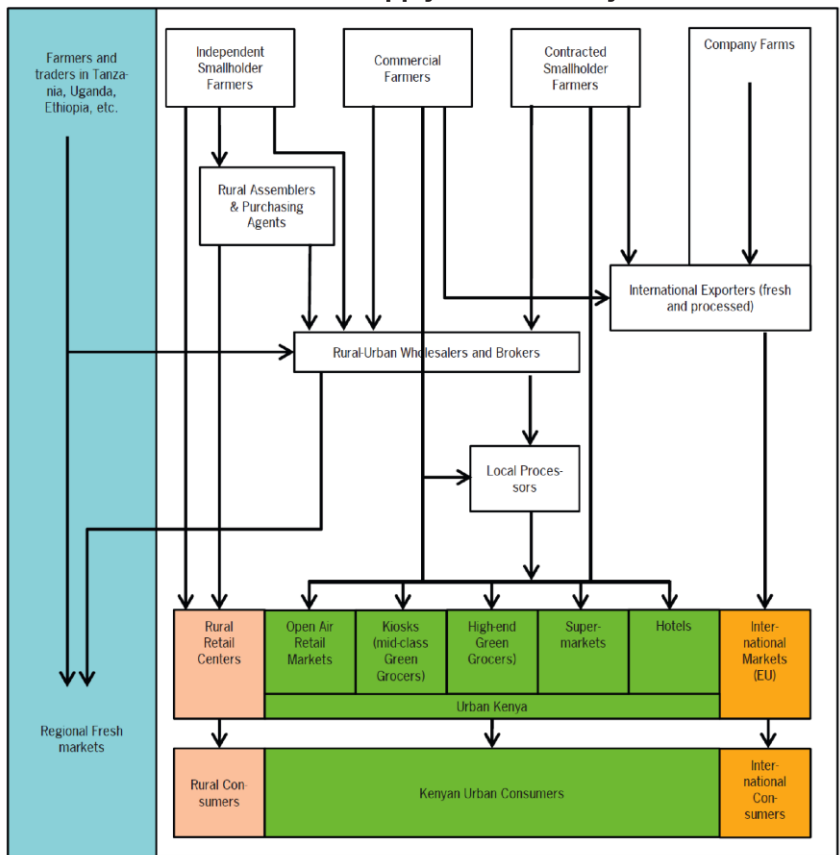 Farmers and
traders in Tanza-
nia, Uganda,
Ethiopia, etc.
Independent
Smallholder
Farmers
Commercial
Farmers
Contracted
Smallholder
Farmers
Company Farms
Rural Assemblers
& Purchasing
Agents
International Exporters (fresh
and processed)
Rural-Urban Wholesalers and Brokers
Local Proces-
sors
Rural
Retail
Centers
Open Air
Retail
Markets
Kiosks
(mid-class
Green
Grocers)
High-end
Green
Grocers)
Super-
markets
Hotels
Inter-
national
Markets
(EU)
Urban Kenya
Regional Fresh
markets
Rural Con-
sumers
Kenyan Urban Consumers
Inter-
national
Con-
sumers